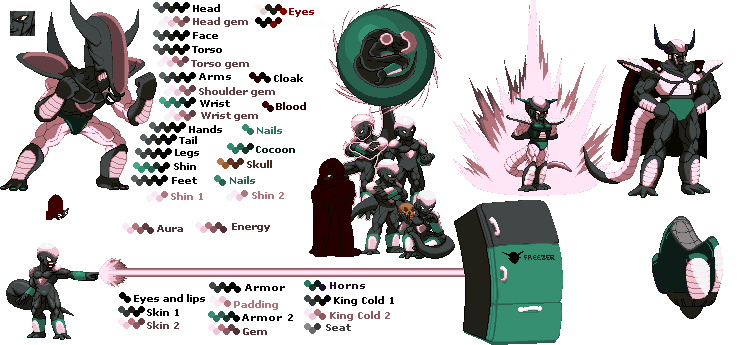 Head
Head gem
Eyes
Face
Torso
Torso gem
Arms
Cloak
Shoulder gem
Wrist
Blood
Wrist gem
Hands
Nails
Tail
Cocoon
Legs
Shin
Skull
Feet
Nails
Shin 1
Shin 2
Aura
Energy
FREEZER
Eyes and lips
Skin 1
Skin 2
Armor
Padding
Armor 2
Gem
Horns
King Cold 1
King Cold 2
Seat